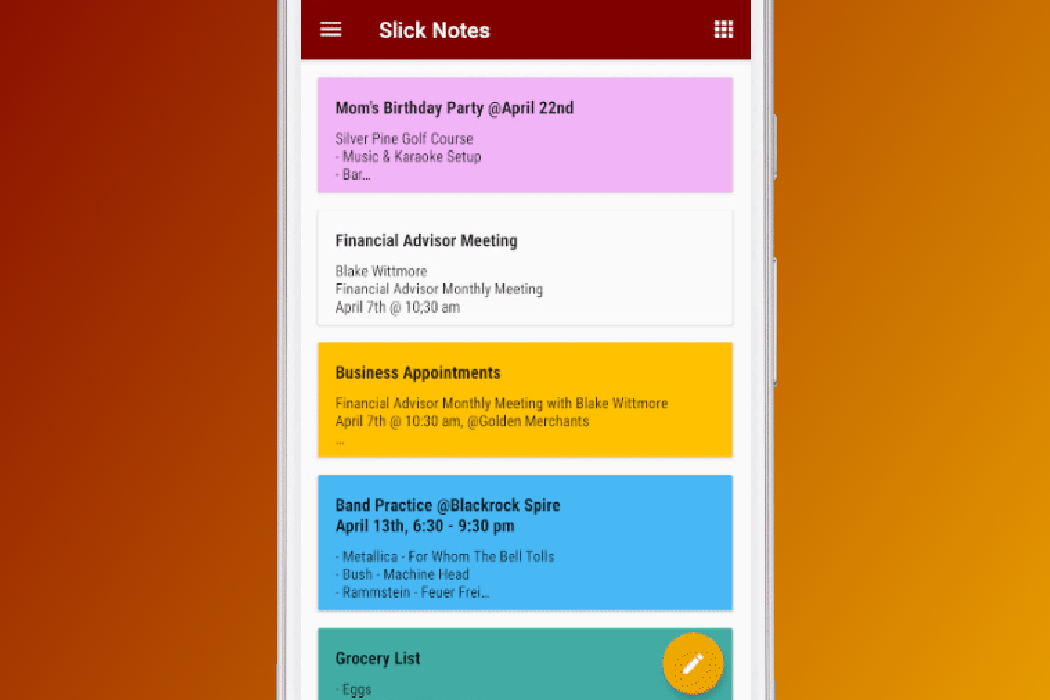 Slick Notes
Mom's Birthday Party @April 22nd
Silver Pine Golf Course
- Music & Karaoke Setup
- Bar...
Financial Advisor Meeting
Blake Wittmore
Financial Advisor Monthly Meeting
April 7th @ 10;30 am
Business Appointments
Financial Advisor Monthly Meeting with Blake Wittmore
April 7th @ 10:30 am, @Golden Merchants
...
Band Practice @Blackrock Spire
April 13th, 6:30 - 9:30 pm
- Metallica - For Whom The Bell Tolls
- Bush - Machine Head
- Rammstein - Feuer Frei...
Grocery List
- Eggs